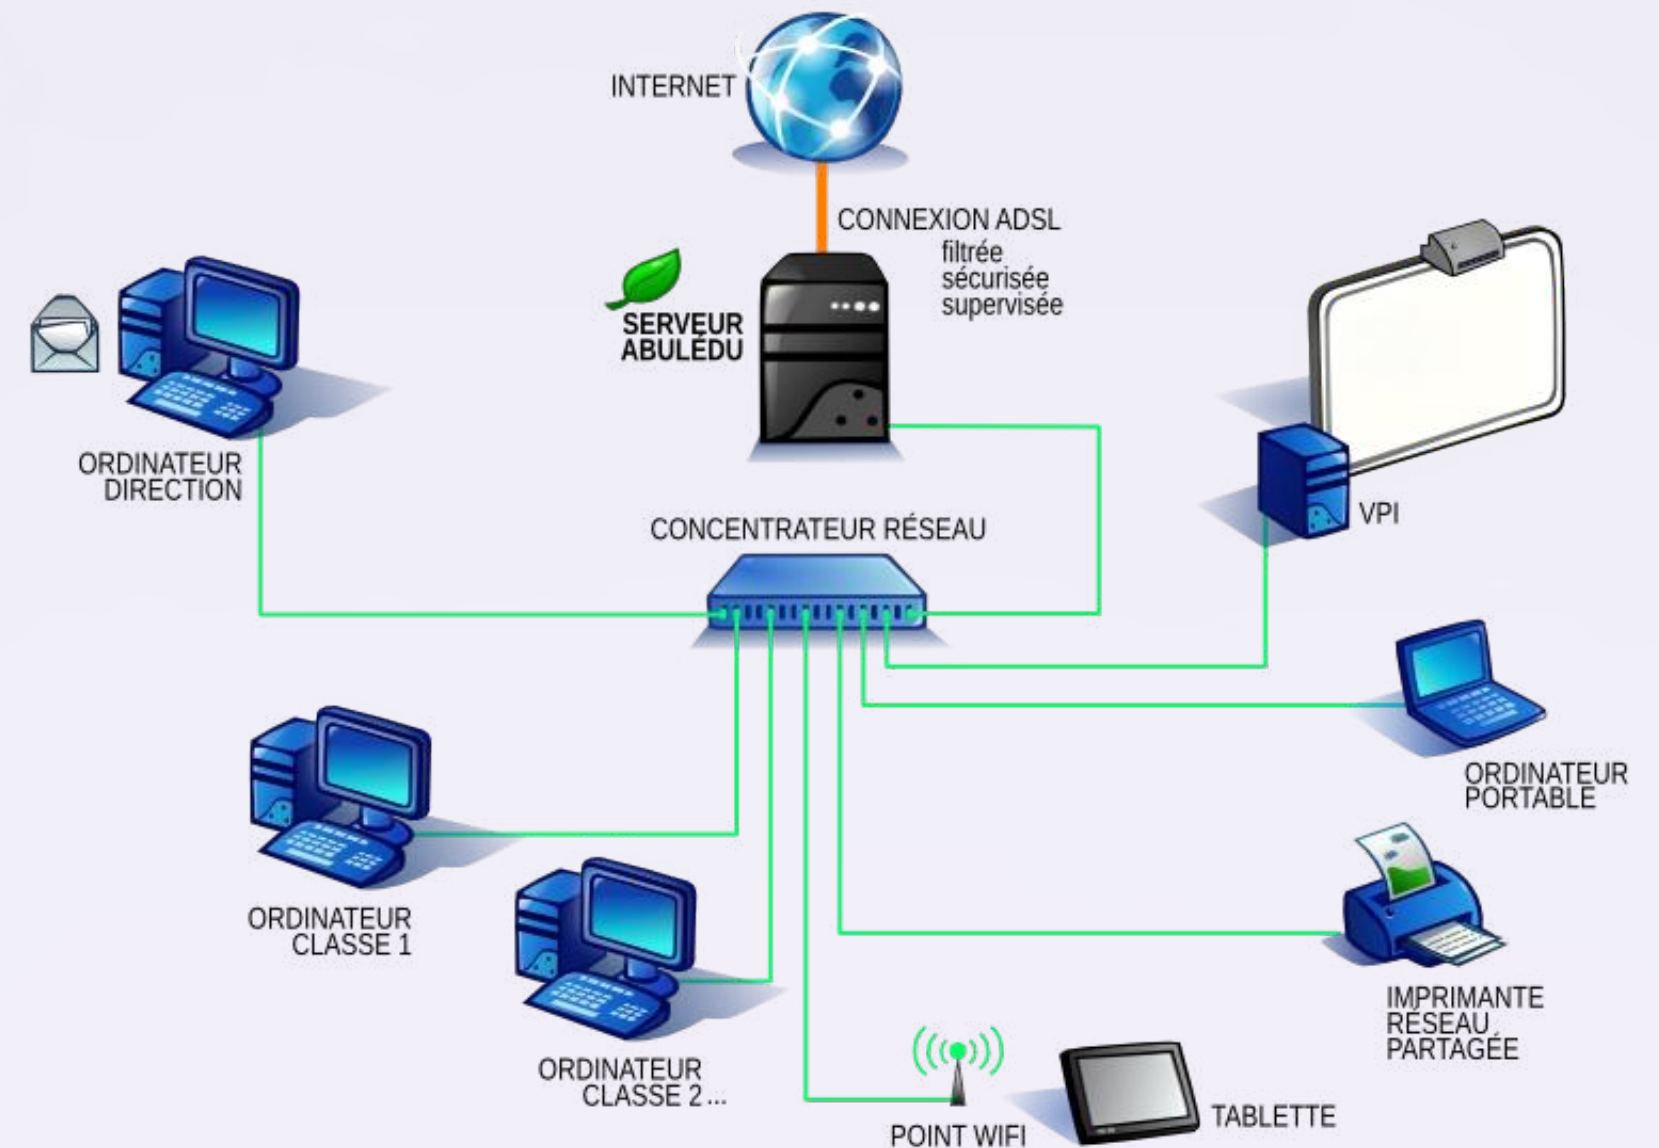 INTERNET
CONNEXION ADSL
filtrée
sécurisée
supervisée
SERVEUR
ABULÉDU
ORDINATEUR
DIRECTION
CONCENTRATEUR RÉSEAU
VPI
ORDINATEUR
PORTABLE
ORDINATEUR
CLASSE 1
ORDINATEUR
CLASSE 2 ...
IMPRIMANTE
RÉSEAU
PARTAGÉE
POINT WIFI
TABLETTE